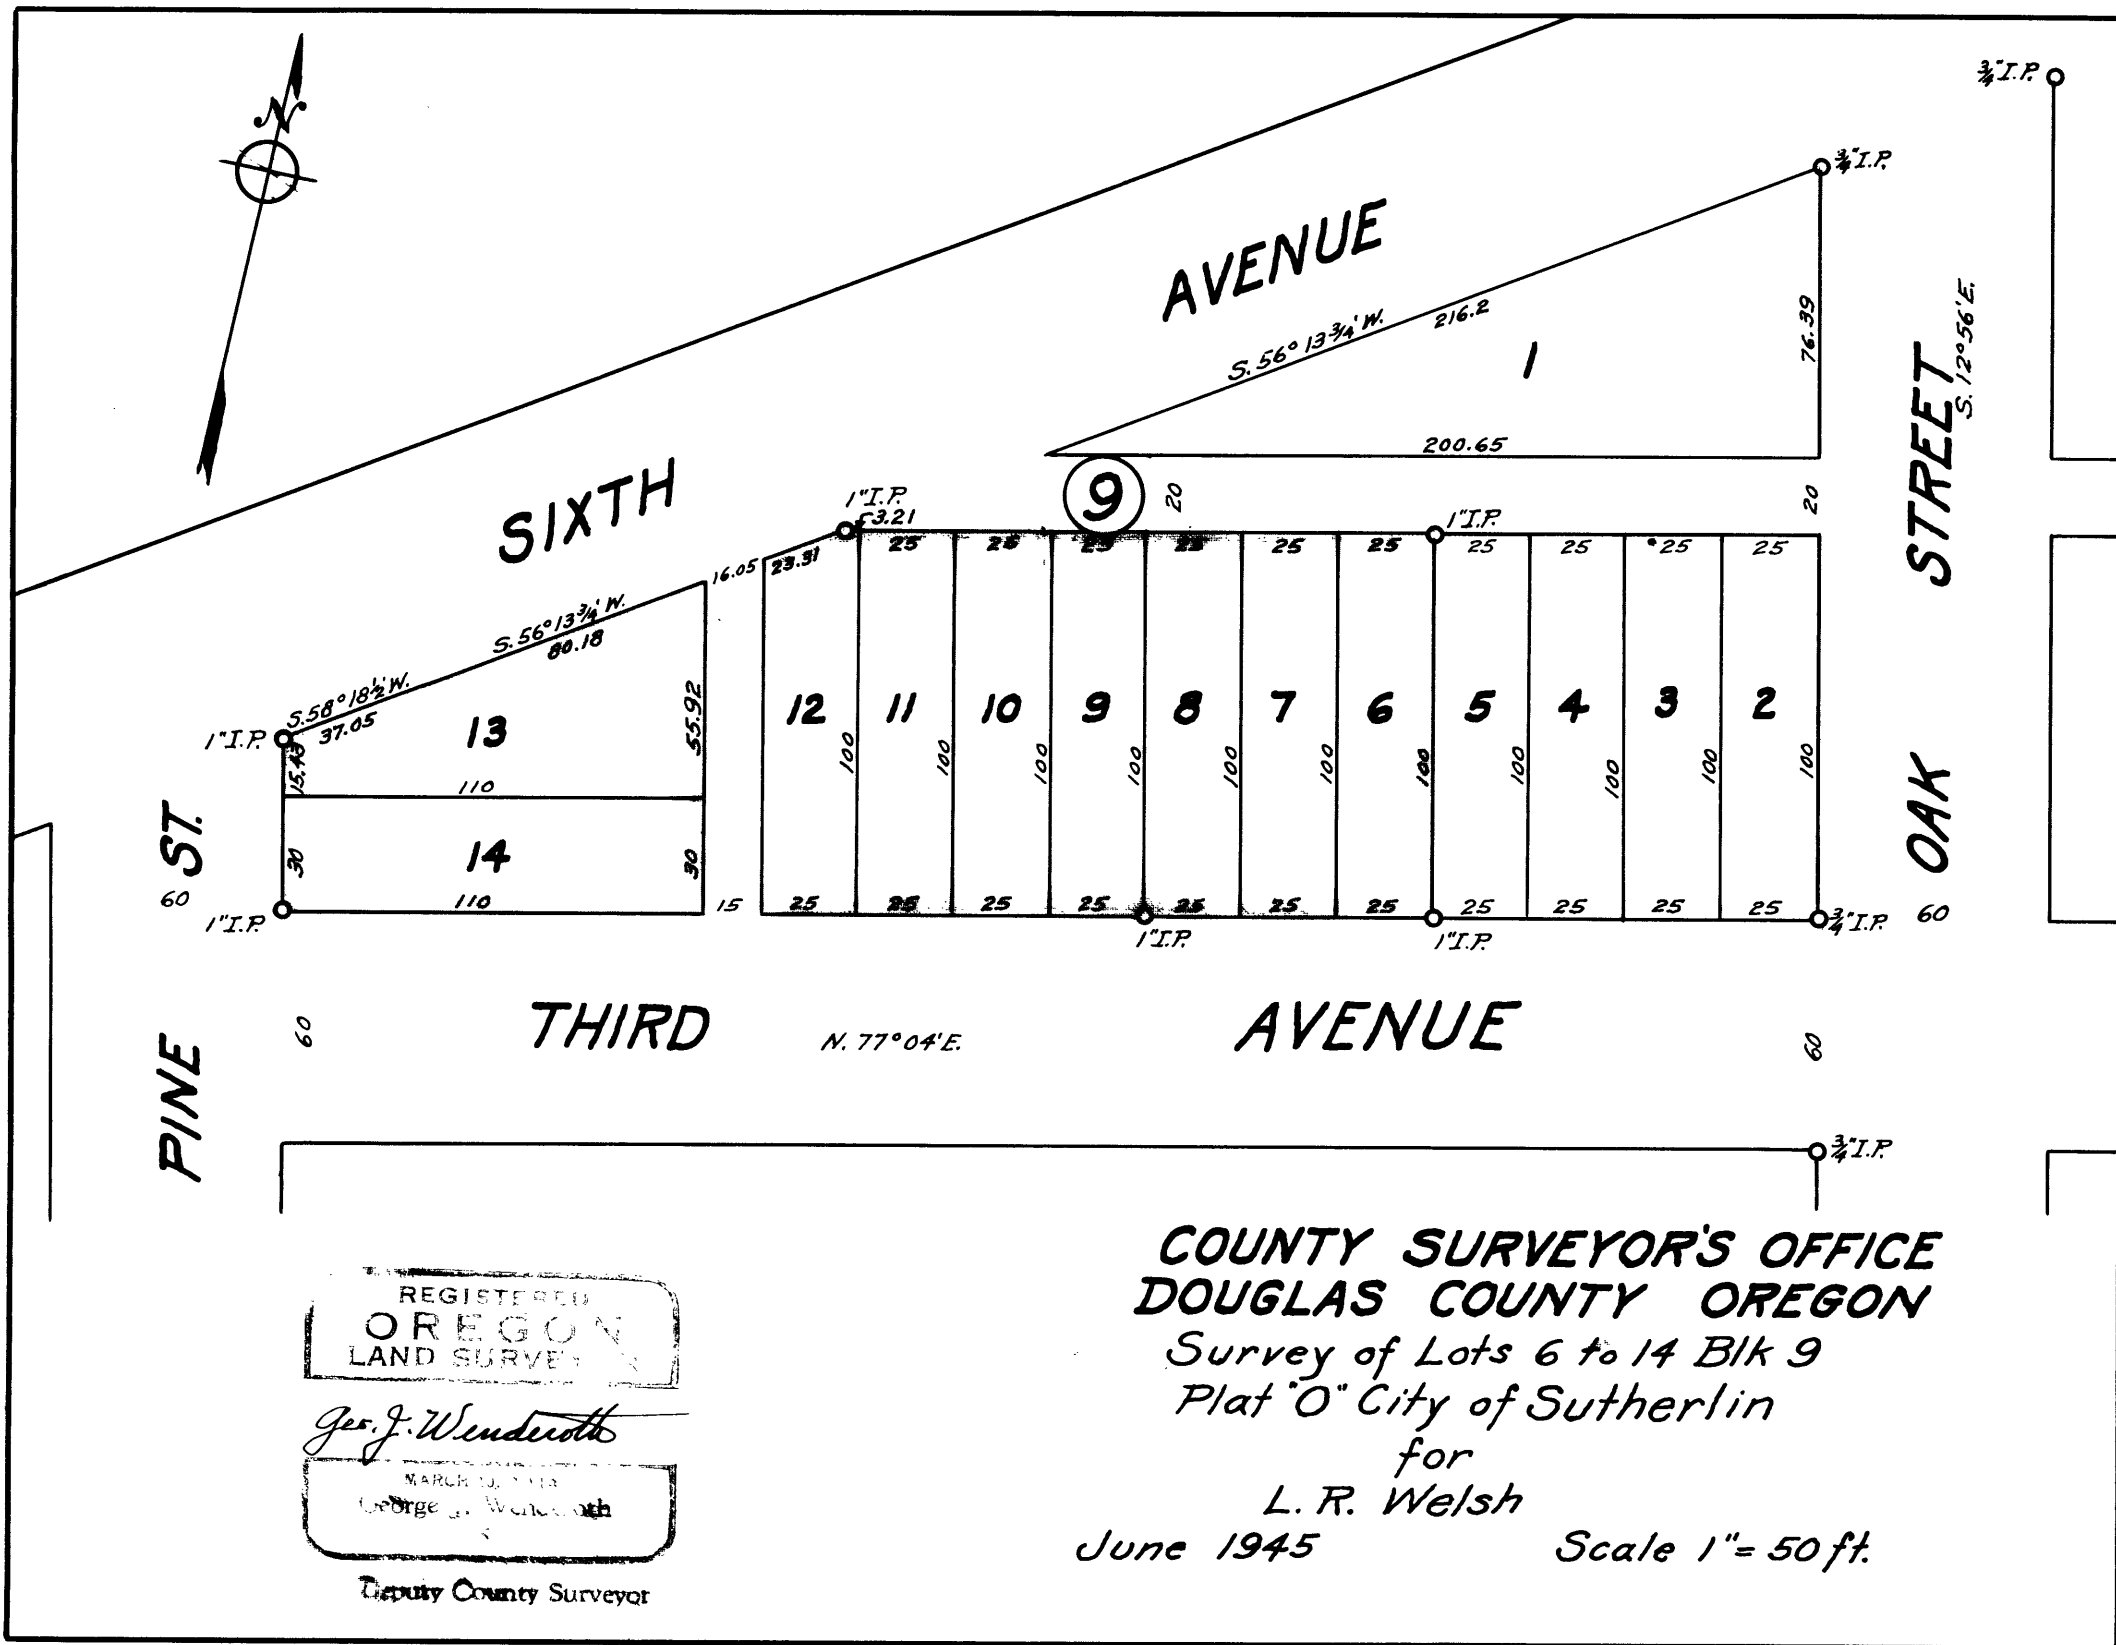 N
¾" I.P.
¾" I.P.
SIXTH AVENUE
S. 56° 13¾' W.
216.2
1
76.39
200.65
S. 12° 56' E.
OAK STREET
60
9
20
20
1" I.P.
3.21
1" I.P.
16.05
23.31
25 25 25 25 25 25 25 25 25 25
S. 56° 13¾' W.
80.18
S. 58° 18½' W.
37.05
1" I.P.
15.43
13
55.92
110
12 11 10 9 8 7 6 5 4 3 2
100 100 100 100 100 100 100 100 100 100 100
14
30
30
110
15
25 25 25 25 25 25 25 25 25 25 25
1" I.P.
1" I.P.
1" I.P.
¾" I.P.
PINE ST.
60
60
THIRD AVENUE
N. 77° 04' E.
60
¾" I.P.
COUNTY SURVEYOR'S OFFICE
DOUGLAS COUNTY OREGON
Survey of Lots 6 to 14 Blk 9
Plat "O" City of Sutherlin
for
L. R. Welsh
June 1945 Scale 1" = 50 ft.
REGISTERED
OREGON
LAND SURVEYOR
Geo. J. Wenderoth
MARCH
George J. Wenderoth
Deputy County Surveyor